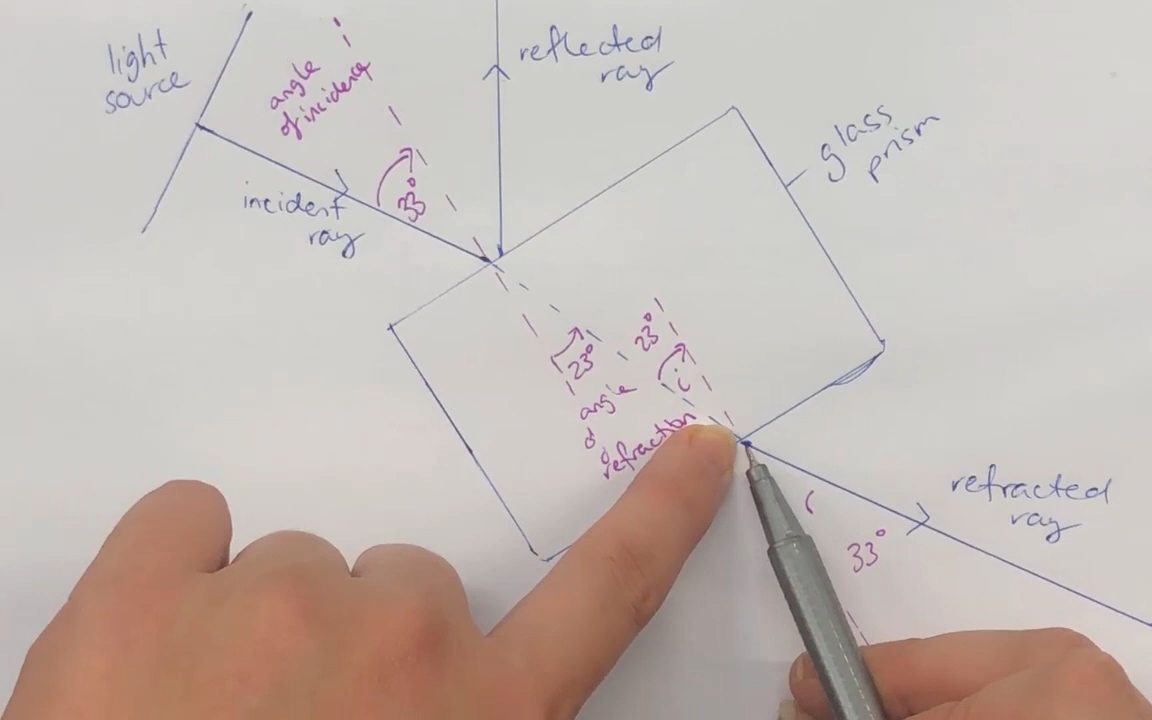 light
source
angle
of incidence
33°
incident
ray
reflected
ray
glass
prism
23°
angle
of
refraction
23°
i
refracted
ray
33°